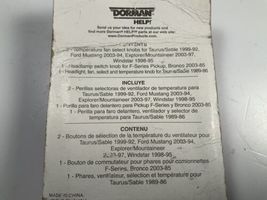 DORMAN®
HELP!®
Send us your idea for new products and
find more Dorman® HELP!® parts at our web site:
www.DormanProducts.com.
CONTENTS
2 - Temperature fan select knobs for Taurus/Sable 1999-92,
Ford Mustang 2003-94, Explorer/Mountaineer 2003-97,
Windstar 1998-95
1 - Headlamp switch knob for F-Series Pickup, Bronco 2003-85
1 - Headlight, fan, select and temperature knob for Taurus/Sable 1989-86
INCLUYE
2 - Perillas selectoras de ventilador de temperatura para
Taurus/Sable 1999-92, Ford Mustang 2003-94,
Explorer/Mountaineer 2003-97, Windstar 1998-95
1 - Perilla para faro delantero para Pickup F-Series y Bronco 2003-85
1 - Perilla para faro delantero, ventilador selecto, y temperatura para
Taurus/Sable 1989-86
CONTENU
2 - Boutons de sélection de la température du ventilateur pour
Taurus/Sable 1999-92, Ford Mustang 2003-94,
Explorer/Mountaineer
2003-97, Windstar 1998-95
1 - Bouton de commutateur pour phares pour camionnettes
F-Series, Bronco 2003-85
1 - Phares, ventilateur, sélection et température pour
Taurus/Sable 1989-86
MADE IN CHINA